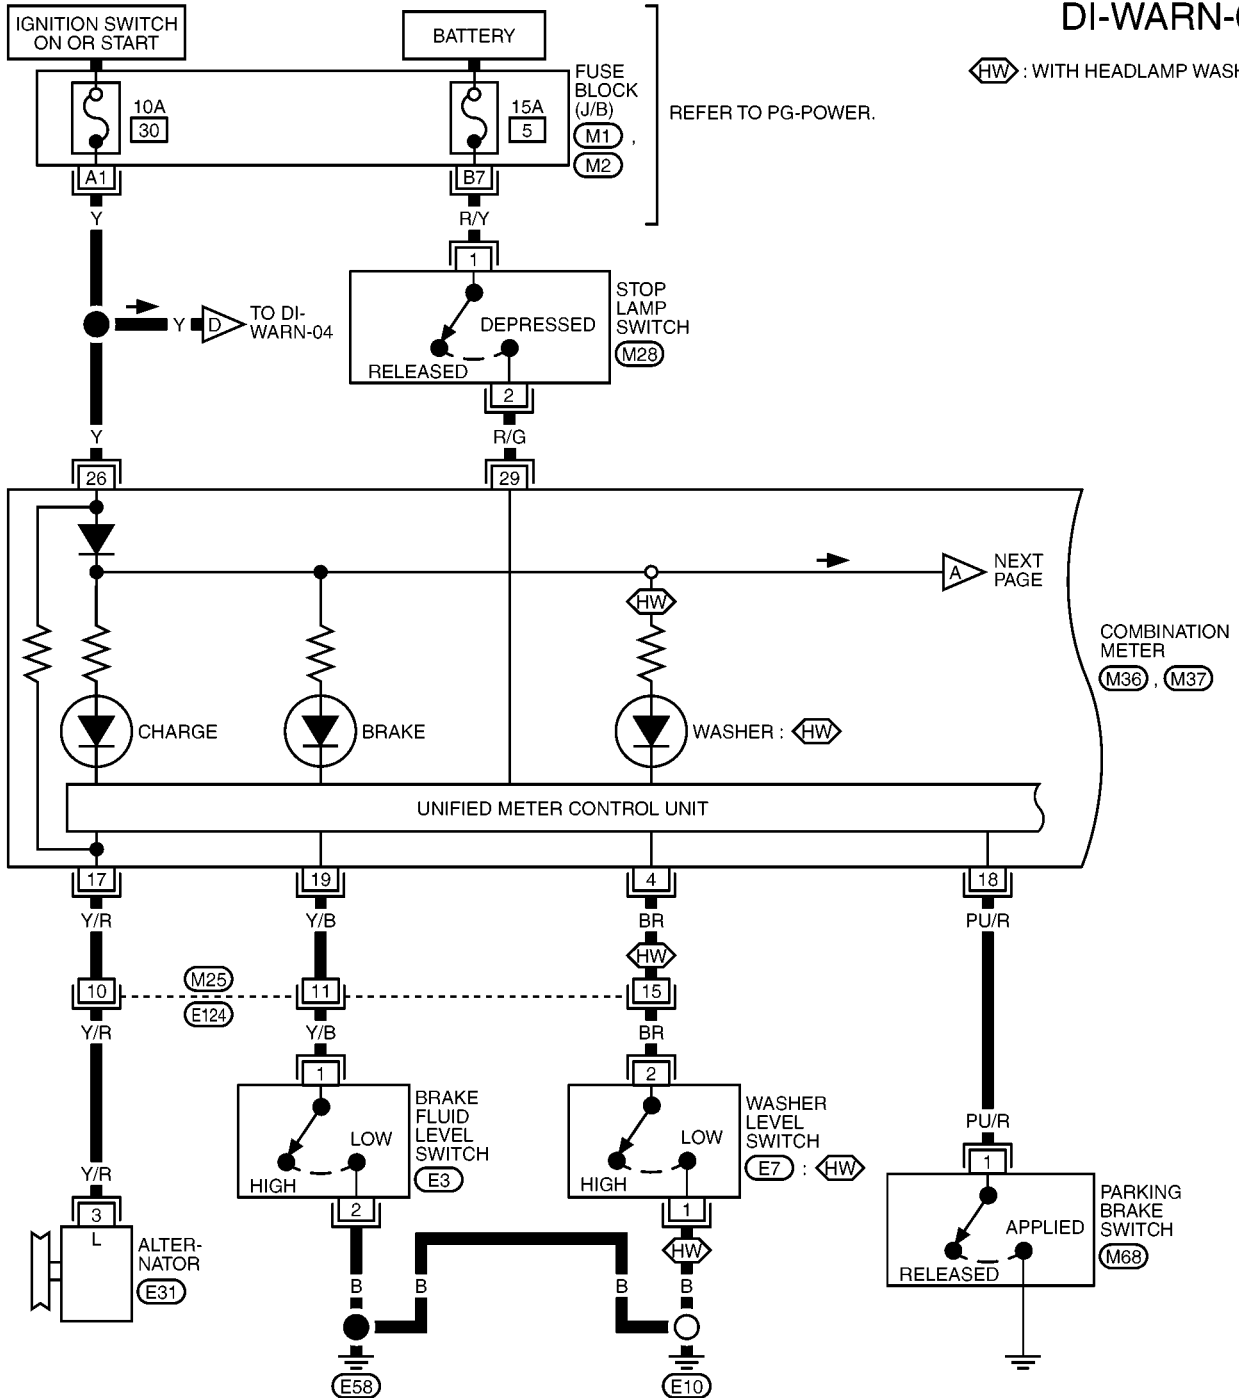 DI-WARN-0
IGNITION SWITCH
ON OR START
BATTERY
HW : WITH HEADLAMP WASH
10A
30
15A
5
FUSE
BLOCK
(J/B)
M1 ,
M2
REFER TO PG-POWER.
A1
B7
Y
R/Y
1
Y
D
TO DI-
WARN-04
DEPRESSED
RELEASED
STOP
LAMP
SWITCH
M28
2
Y
R/G
26
29
HW
A
NEXT
PAGE
COMBINATION
METER
M36 , M37
CHARGE
BRAKE
WASHER : HW
UNIFIED METER CONTROL UNIT
17
19
4
18
Y/R
Y/B
BR
PU/R
HW
M25
10
11
15
E124
Y/R
Y/B
BR
1
2
BRAKE
FLUID
LEVEL
SWITCH
E3
LOW
HIGH
WASHER
LEVEL
SWITCH
E7 : HW
LOW
HIGH
PU/R
1
Y/R
3
L
ALTER-
NATOR
E31
2
1
HW
PARKING
BRAKE
SWITCH
M68
APPLIED
RELEASED
B
B
B
B
E58
E10